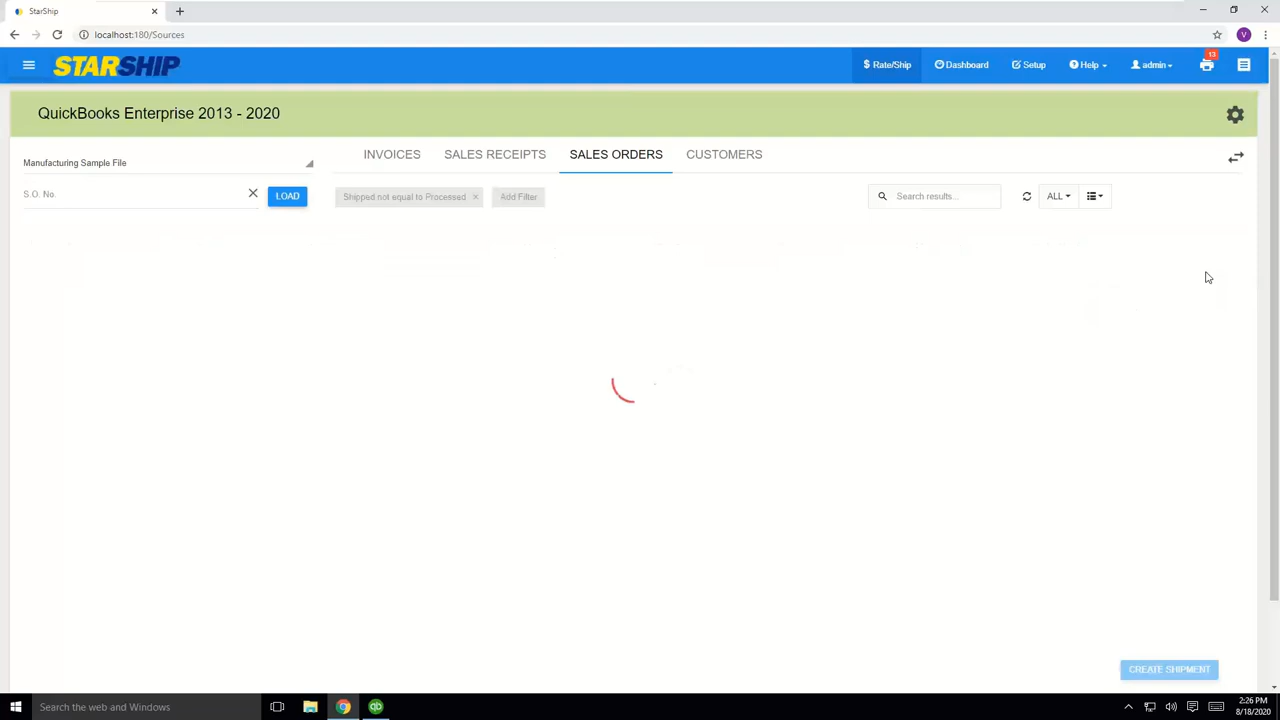 StarShip
localhost:180/Sources
V
STARSHIP
$ Rate/Ship
Dashboard
Setup
Help
admin
13
QuickBooks Enterprise 2013 - 2020
Manufacturing Sample File
INVOICES
SALES RECEIPTS
SALES ORDERS
CUSTOMERS
S.O. No.
LOAD
Shipped not equal to Processed ×
Add Filter
Search results...
ALL
CREATE SHIPMENT
Search the web and Windows
qb
2:26 PM
8/18/2020